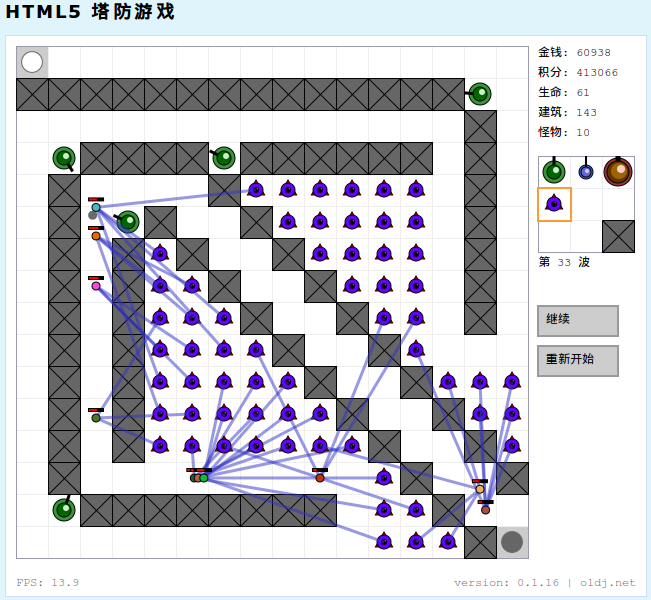 HTML5 塔防游戏
金钱: 60938
积分: 413066
生命: 61
建筑: 143
怪物: 10
第 33 波
继续
重新开始
FPS: 13.9
version: 0.1.16 | oldj.net